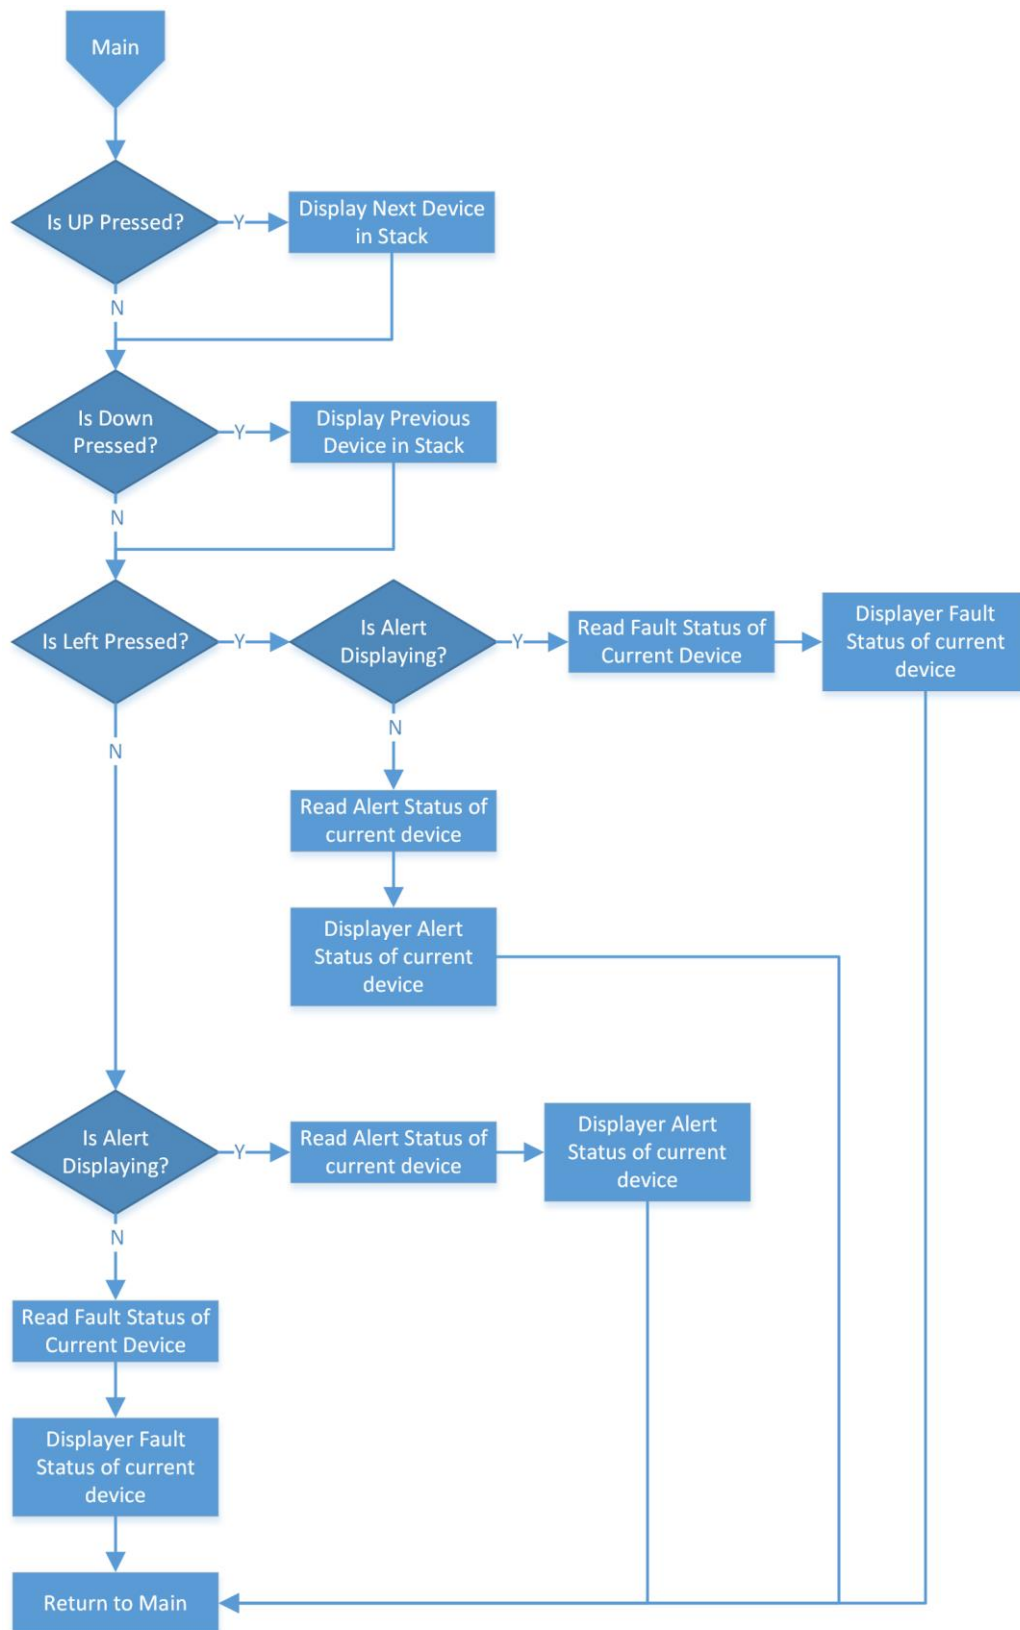 Main
Is UP Pressed?
Y
Display Next Device
in Stack
N
Is Down
Pressed?
Y
Display Previous
Device in Stack
N
Is Left Pressed?
Y
Is Alert
Displaying?
Y
Read Fault Status of
Current Device
Displayer Fault
Status of current
device
N
N
Read Alert Status of
current device
Displayer Alert
Status of current
device
Is Alert
Displaying?
Y
Read Alert Status of
current device
Displayer Alert
Status of current
device
N
Read Fault Status of
Current Device
Displayer Fault
Status of current
device
Return to Main